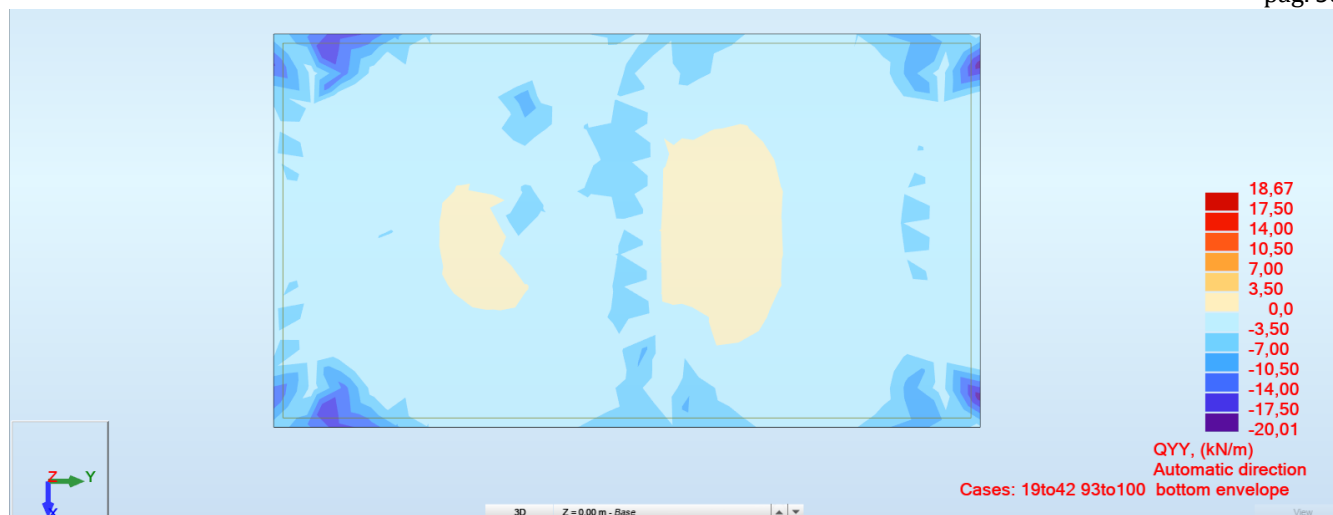 18,67
17,50
14,00
10,50
7,00
3,50
0,0
-3,50
-7,00
-10,50
-14,00
-17,50
-20,01
QYY, (kN/m)
Automatic direction
Cases: 19to42 93to100 bottom envelope
Z Y
X
3D Z = 0.00 m - Base
View